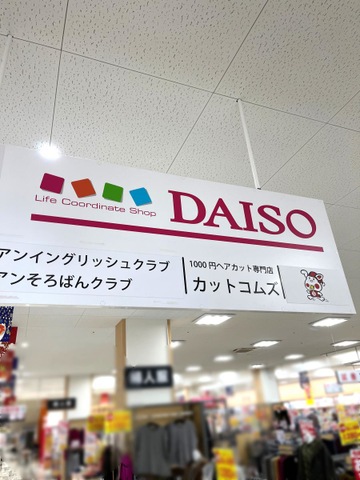 Life Coordinate Shop
DAISO
アンイングリッシュクラブ
アンそろばんクラブ
1000円ヘアカット専門店
カットコムズ
婦人服